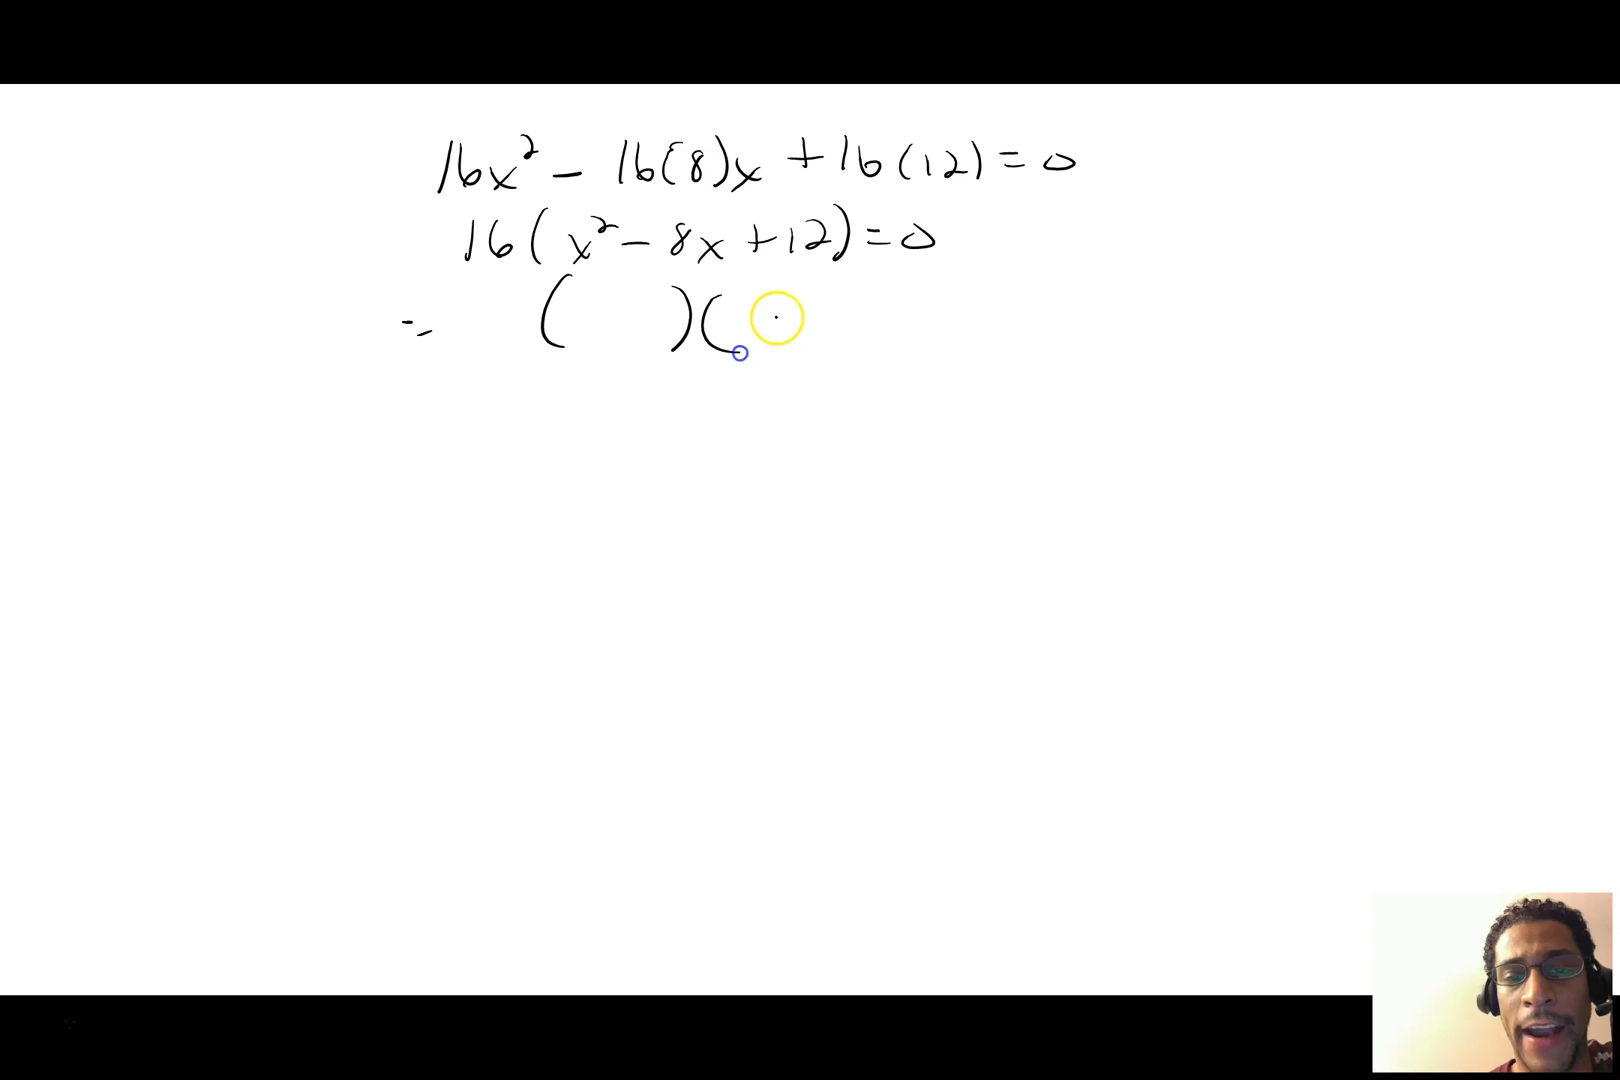 16x² - 16(8)x + 16(12) = 0
16(x² - 8x + 12) = 0
= ( )(